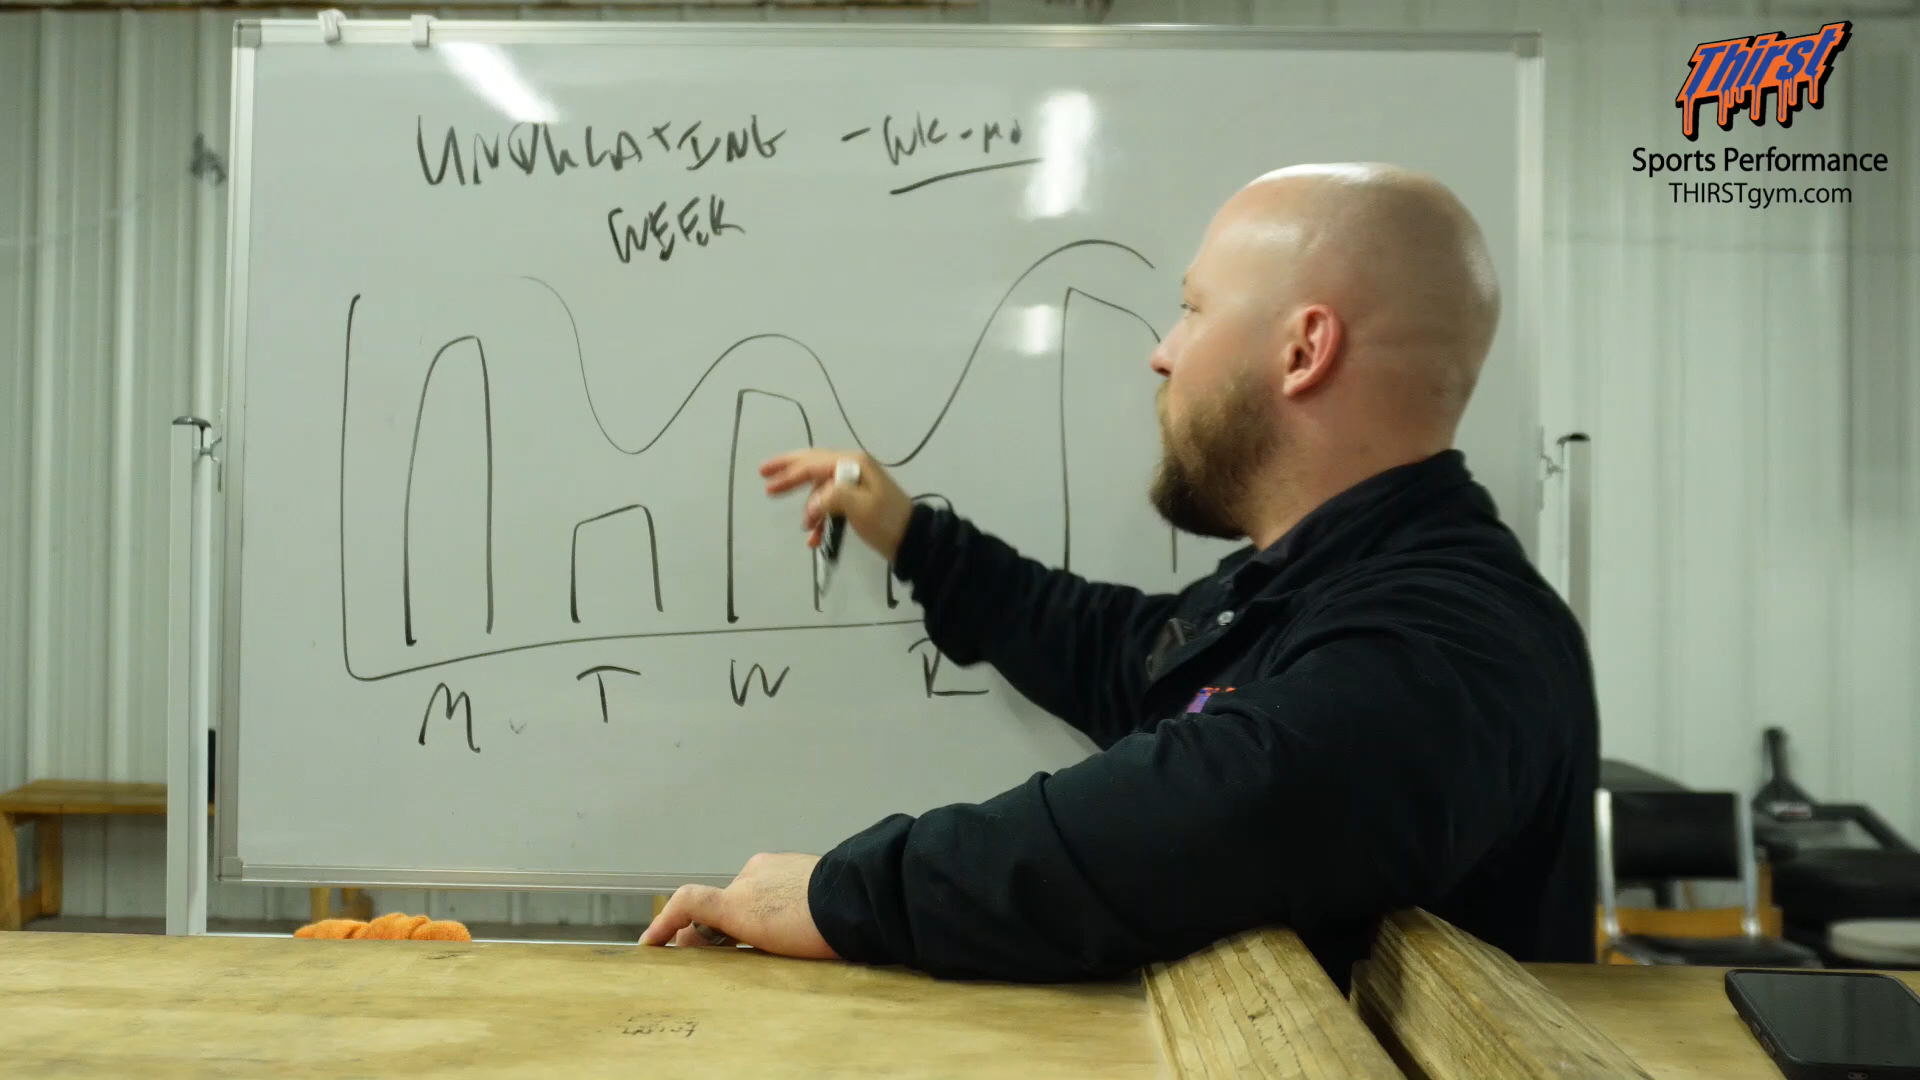 UNDULATING - WK - MO
WEEK
M T W R
Thirst
Sports Performance
THIRSTgym.com